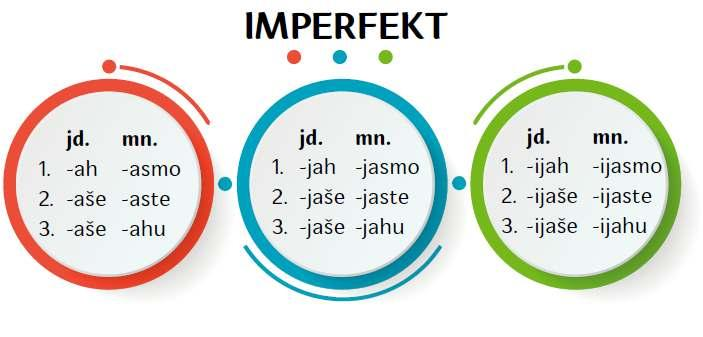 IMPERFEKT
jd. mn.
1. -ah -asmo
2. -aše -aste
3. -aše -ahu
jd. mn.
1. -jah -jasmo
2. -jaše -jaste
3. -jaše -jahu
jd. mn.
1. -ijah -ijasmo
2. -ijaše -ijaste
3. -ijaše -ijahu